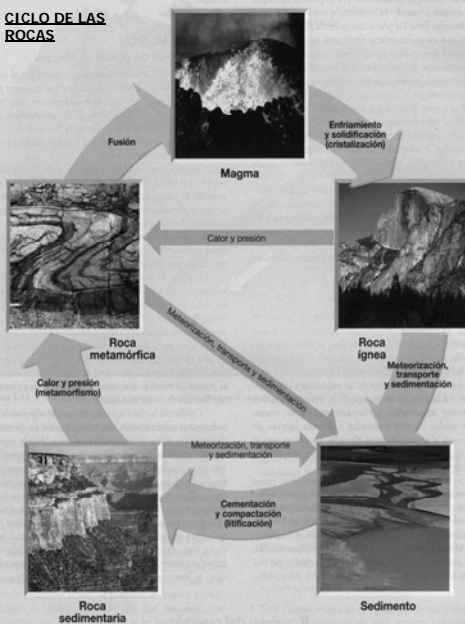 CICLO DE LAS
ROCAS
Fusión
Enfriamiento
y solidificación
(cristalización)
Magma
Calor y presión
Roca
metamórfica
Roca
ígnea
Meteorización, transporte y sedimentación
Meteorización,
transporte
y sedimentación
Calor y presión
(metamorfismo)
Meteorización, transporte
y sedimentación
Cementación
y compactación
(litificación)
Roca
sedimentaria
Sedimento